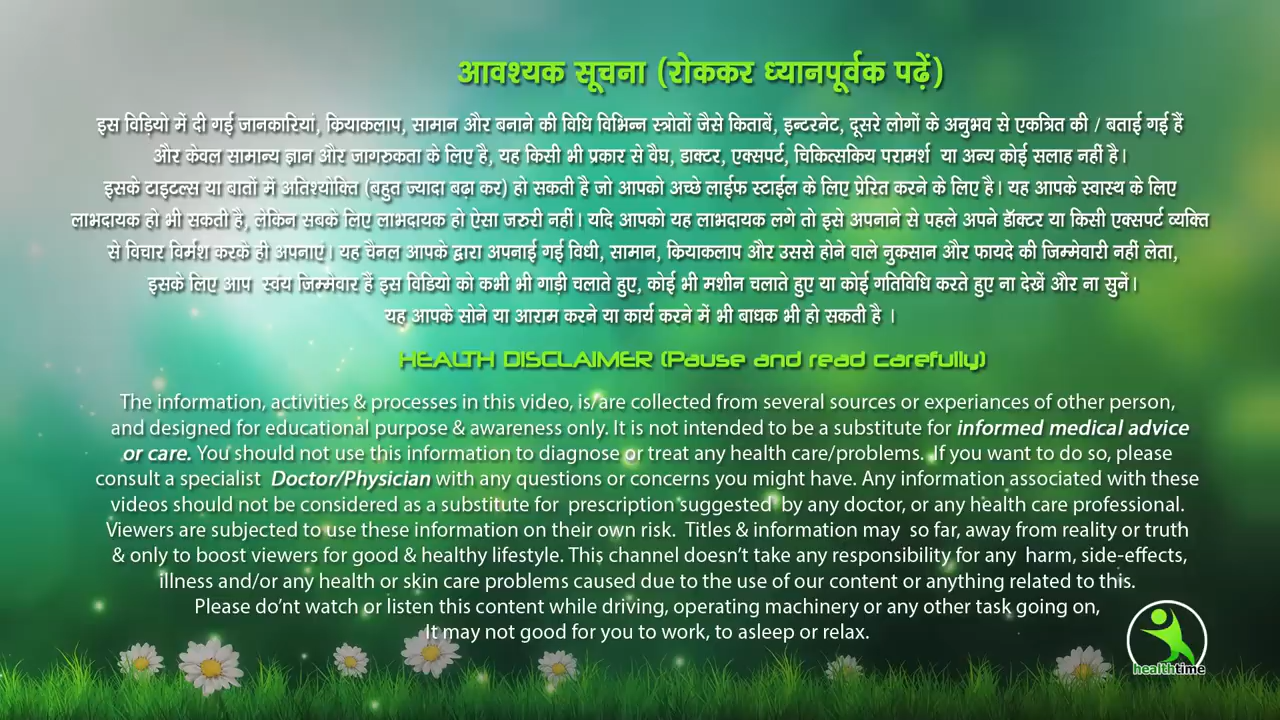 आवश्यक सूचना (रोककर ध्यानपूर्वक पढ़ें)
इस विड़ियो में दी गई जानकारियां, क्रियाकलाप, सामान और बनाने की विधि विभिन्न स्त्रोतों जैसे किताबें, इन्टरनेट, दूसरे लोगों के अनुभव से एकत्रित की / बताई गई हैं
और केवल सामान्य ज्ञान और जागरुकता के लिए है, यह किसी भी प्रकार से वैघ, डाक्टर, एक्सपर्ट, चिकित्सकिय परामर्श या अन्य कोई सलाह नहीं है।
इसके टाइटल्स या बातों में अतिश्योक्ति (बहुत ज्यादा बढ़ा कर) हो सकती है जो आपको अच्छे लाईफ स्टाईल के लिए प्रेरित करने के लिए है। यह आपके स्वास्थ के लिए
लाभदायक हो भी सकती है, लेकिन सबके लिए लाभदायक हो ऐसा जरुरी नहीं। यदि आपको यह लाभदायक लगे तो इसे अपनाने से पहले अपने डॉक्टर या किसी एक्सपर्ट व्यक्ति
से विचार विर्मश करके ही अपनाएं। यह चैनल आपके द्वारा अपनाई गई विधी, सामान, क्रियाकलाप और उससे होने वाले नुकसान और फायदे की जिम्मेवारी नहीं लेता,
इसके लिए आप स्वंय जिम्मेवार हैं इस विडियो को कभी भी गाड़ी चलाते हुए, कोई भी मशीन चलाते हुए या कोई गतिविधि करते हुए ना देखें और ना सुनें।
यह आपके सोने या आराम करने या कार्य करने में भी बाधक भी हो सकती है ।
HEALTH DISCLAIMER (Pause and read carefully)
The information, activities & processes in this video, is/are collected from several sources or experiances of other person,
and designed for educational purpose & awareness only. It is not intended to be a substitute for informed medical advice
or care. You should not use this information to diagnose or treat any health care/problems. If you want to do so, please
consult a specialist Doctor/Physician with any questions or concerns you might have. Any information associated with these
videos should not be considered as a substitute for prescription suggested by any doctor, or any health care professional.
Viewers are subjected to use these information on their own risk. Titles & information may so far, away from reality or truth
& only to boost viewers for good & healthy lifestyle. This channel doesn't take any responsibility for any harm, side-effects,
illness and/or any health or skin care problems caused due to the use of our content or anything related to this.
Please do'nt watch or listen this content while driving, operating machinery or any other task going on,
It may not good for you to work, to asleep or relax.
healthtime